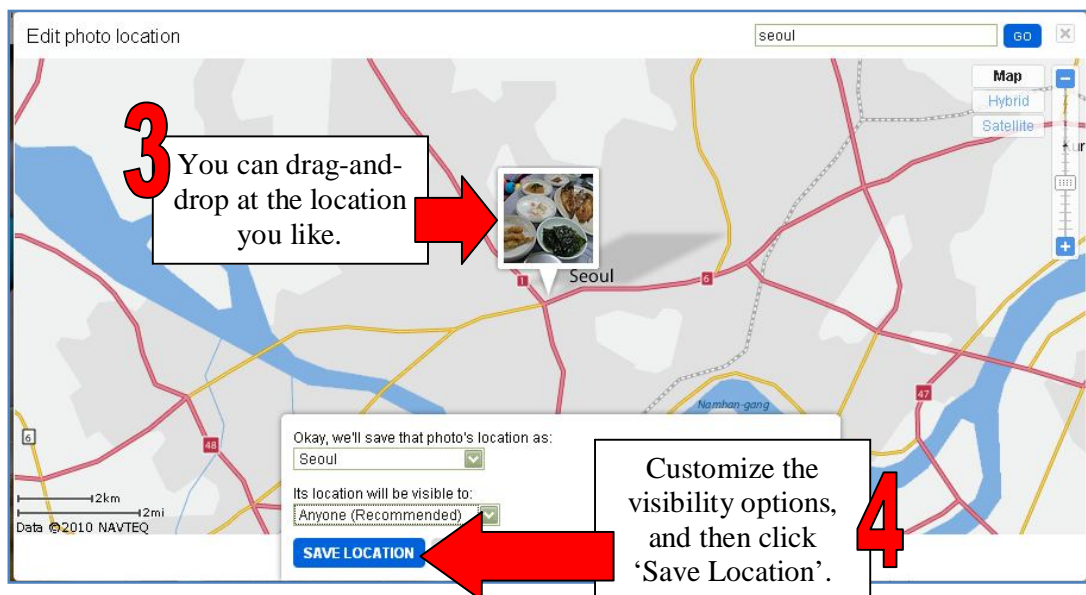 Edit photo location
seoul
GO
Map
Hybrid
Satellite
Kur
3
You can drag-and-
drop at the location
you like.
Seoul
1
6
47
Namhan-gang
6
48
2km
2mi
Data ©2010 NAVTEQ
Okay, we'll save that photo's location as:
Seoul
Its location will be visible to:
Anyone (Recommended)
SAVE LOCATION
4
Customize the
visibility options,
and then click
‘Save Location’.